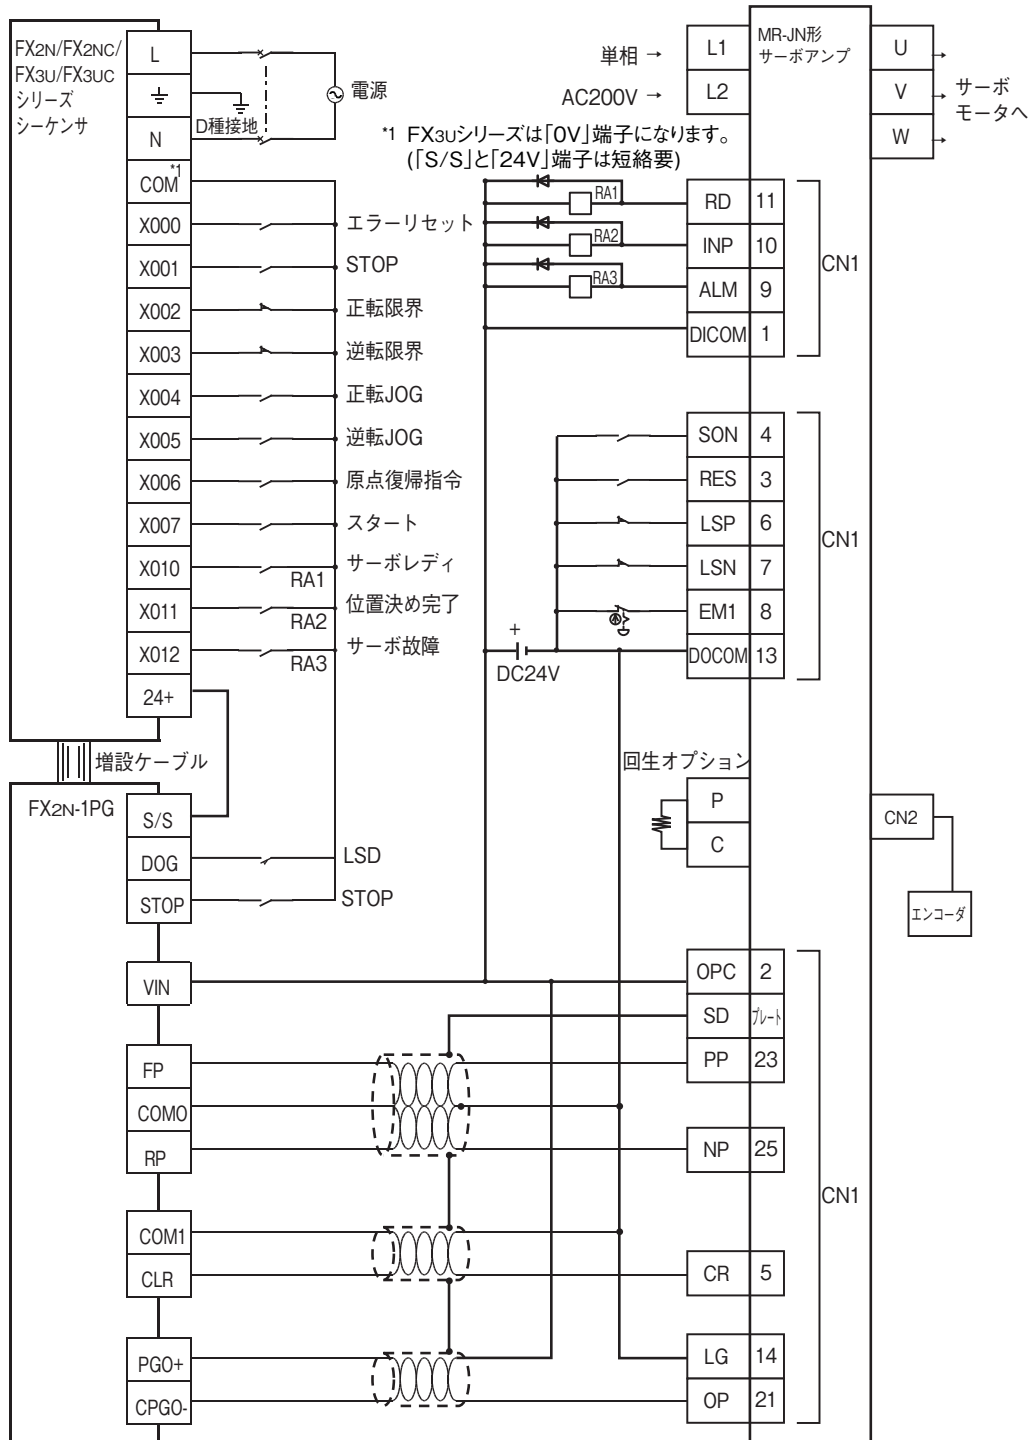 FX2N/FX2NC/
FX3U/FX3UC
シリーズ
シーケンサ
L
N
D種接地
電源
*1 FX3Uシリーズは「0V」端子になります。
(「S/S」と「24V」端子は短絡要)
COM*1
X000 エラーリセット
X001 STOP
X002 正転限界
X003 逆転限界
X004 正転JOG
X005 逆転JOG
X006 原点復帰指令
X007 スタート
X010 RA1 サーボレディ
X011 RA2 位置決め完了
X012 RA3 サーボ故障
24+
増設ケーブル
FX2N-1PG
S/S
DOG LSD
STOP STOP
VIN
FP
COM0
RP
COM1
CLR
PG0+
CPG0-
MR-JN形
サーボアンプ
単相 → L1
AC200V → L2
U →
V → サーボ
モータへ
W →
RA1 RD 11
RA2 INP 10
RA3 ALM 9
DICOM 1
CN1
SON 4
RES 3
LSP 6
LSN 7
EM1 8
DOCOM 13
CN1
+
DC24V
回生オプション
P
C
CN2
エンコーダ
OPC 2
SD プレート
PP 23
NP 25
CR 5
LG 14
OP 21
CN1